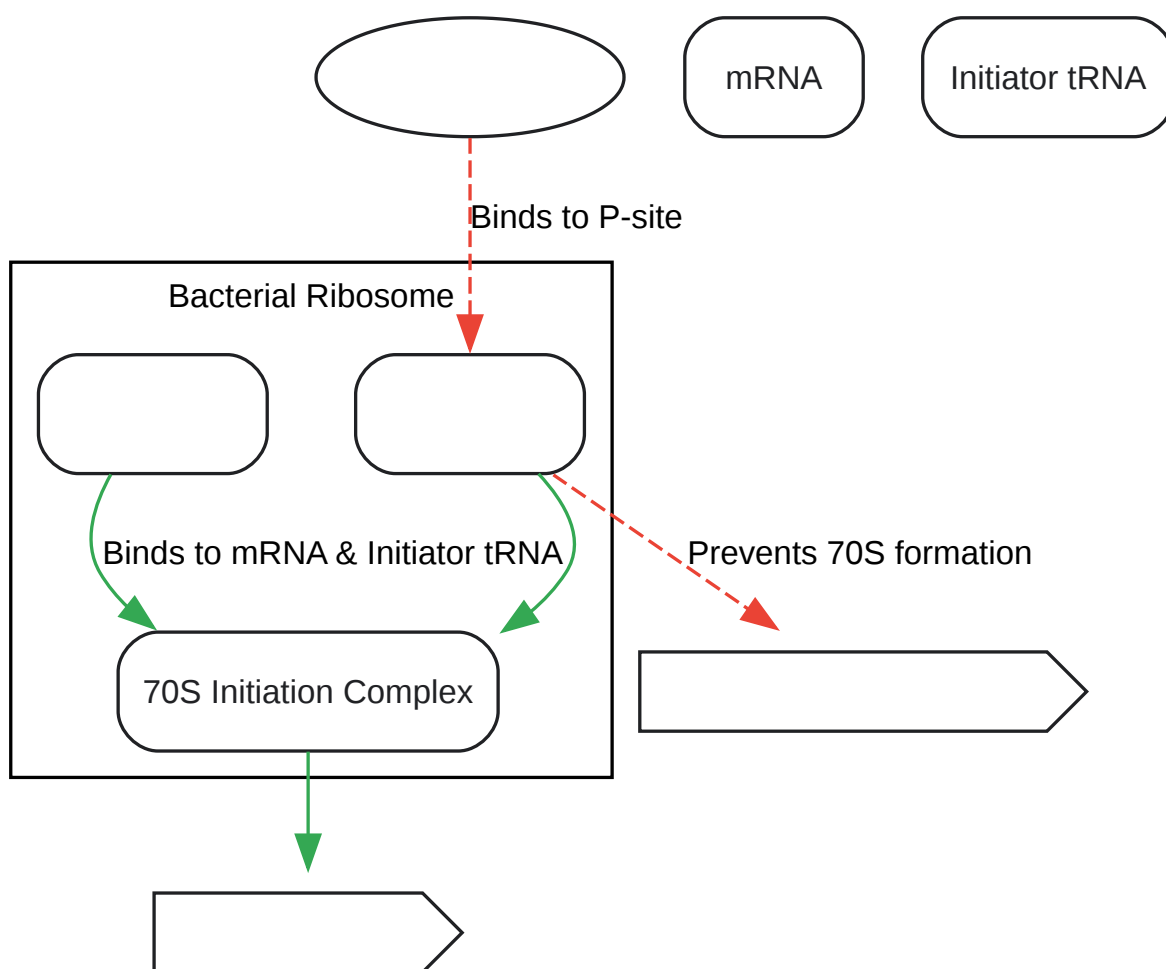 mRNA
Initiator tRNA
Binds to P-site
Bacterial Ribosome
Binds to mRNA & Initiator tRNA
Prevents 70S formation
70S Initiation Complex